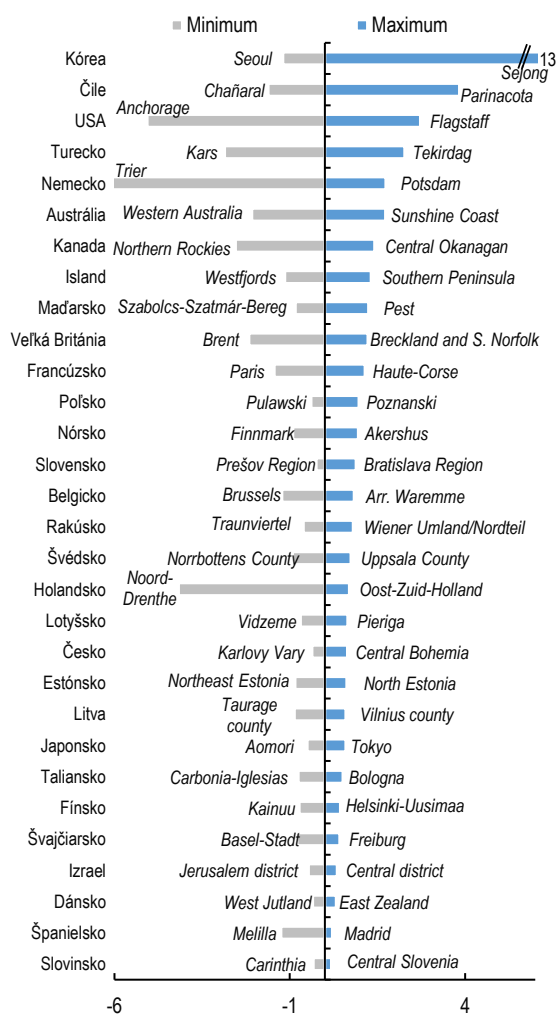 Minimum Maximum
Kórea Seoul 13
Sejong
Čile Chañaral Parinacota
Anchorage
USA Flagstaff
Turecko Kars Tekirdag
Trier
Nemecko Potsdam
Austrália Western Australia Sunshine Coast
Kanada Northern Rockies Central Okanagan
Island Westfjords Southern Peninsula
Maďarsko Szabolcs-Szatmár-Bereg Pest
Veľká Británia Brent Breckland and S. Norfolk
Francúzsko Paris Haute-Corse
Poľsko Pulawski Poznanski
Nórsko Finnmark Akershus
Slovensko Prešov Region Bratislava Region
Belgicko Brussels Arr. Waremme
Rakúsko Traunviertel Wiener Umland/Nordteil
Švédsko Norrbottens County Uppsala County
Noord-
Holandsko Drenthe Oost-Zuid-Holland
Lotyšsko Vidzeme Pieriga
Česko Karlovy Vary Central Bohemia
Estónsko Northeast Estonia North Estonia
Taurage
Litva county Vilnius county
Japonsko Aomori Tokyo
Taliansko Carbonia-Iglesias Bologna
Fínsko Kainuu Helsinki-Uusimaa
Švajčiarsko Basel-Stadt Freiburg
Izrael Jerusalem district Central district
Dánsko West Jutland East Zealand
Španielsko Melilla Madrid
Slovinsko Carinthia Central Slovenia
-6 -1 4